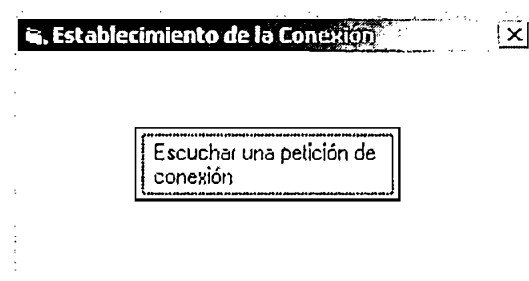 Establecimiento de la Conexión
Escuchar una petición de
conexión